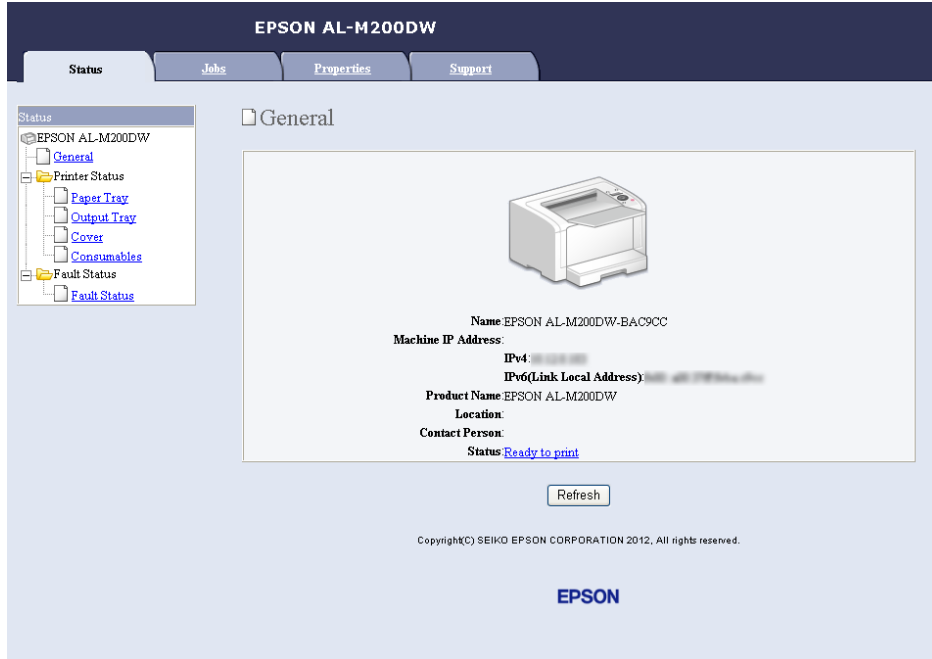 EPSON AL-M200DW
Status
Jobs
Properties
Support
Status
EPSON AL-M200DW
General
Printer Status
Paper Tray
Output Tray
Cover
Consumables
Fault Status
Fault Status
General
Name:EPSON AL-M200DW-BAC9CC
Machine IP Address:
IPv4:
IPv6(Link Local Address):
Product Name:EPSON AL-M200DW
Location:
Contact Person:
Status:Ready to print
Refresh
Copyright(C) SEIKO EPSON CORPORATION 2012, All rights reserved.
EPSON